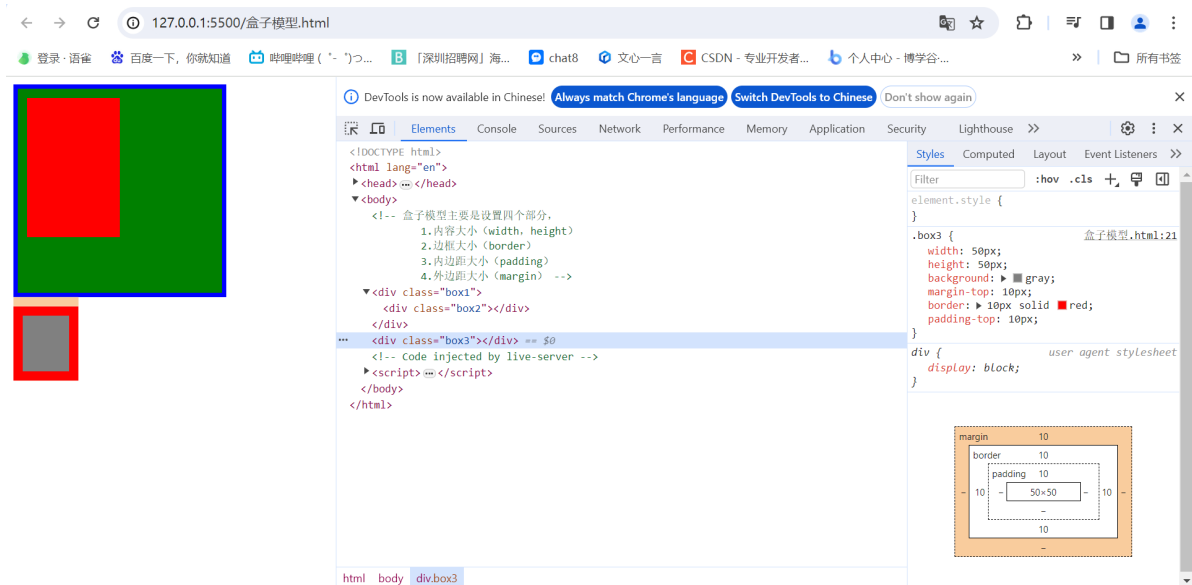 127.0.0.1:5500/盒子模型.html
登录 · 语雀 百度一下，你就知道 哔哩哔哩 (゜-゜)つ... 「深圳招聘网」海... chat8 文心一言 CSDN - 专业开发者... 个人中心 - 博学谷·... » 所有书签
DevTools is now available in Chinese! Always match Chrome's language Switch DevTools to Chinese Don't show again
Elements Console Sources Network Performance Memory Application Security Lighthouse
<!DOCTYPE html>
<html lang="en">
<head> ••• </head>
<body>
<!-- 盒子模型主要是设置四个部分，
1.内容大小（width，height）
2.边框大小（border）
3.内边距大小（padding）
4.外边距大小（margin） -->
<div class="box1">
<div class="box2"></div>
</div>
••• <div class="box3"></div> == $0
<!-- Code injected by live-server -->
<script> ••• </script>
</body>
</html>
html body div.box3
Styles Computed Layout Event Listeners
Filter :hov .cls
element.style {
}
.box3 { 盒子模型.html:21
width: 50px;
height: 50px;
background: gray;
margin-top: 10px;
border: 10px solid red;
padding-top: 10px;
}
div { user agent stylesheet
display: block;
}
margin 10
border 10
padding 10
– 10 – 50×50 – 10 –
–
10
–